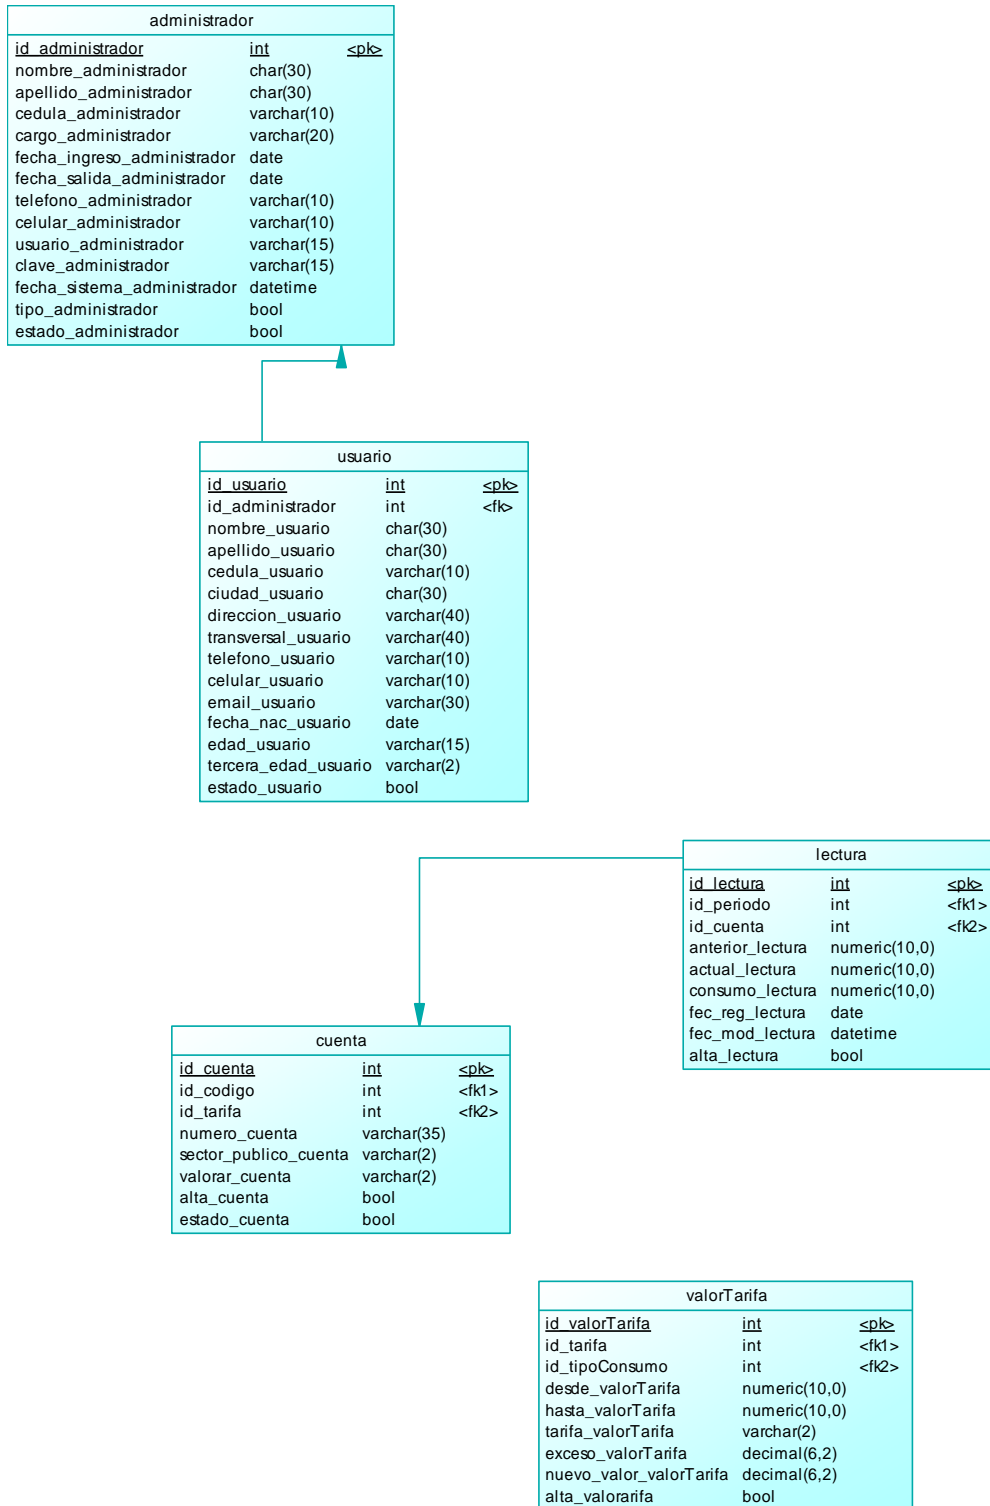 administrador
id_administrador int <pk>
nombre_administrador char(30)
apellido_administrador char(30)
cedula_administrador varchar(10)
cargo_administrador varchar(20)
fecha_ingreso_administrador date
fecha_salida_administrador date
telefono_administrador varchar(10)
celular_administrador varchar(10)
usuario_administrador varchar(15)
clave_administrador varchar(15)
fecha_sistema_administrador datetime
tipo_administrador bool
estado_administrador bool
usuario
id_usuario int <pk>
id_administrador int <fk>
nombre_usuario char(30)
apellido_usuario char(30)
cedula_usuario varchar(10)
ciudad_usuario char(30)
direccion_usuario varchar(40)
transversal_usuario varchar(40)
telefono_usuario varchar(10)
celular_usuario varchar(10)
email_usuario varchar(30)
fecha_nac_usuario date
edad_usuario varchar(15)
tercera_edad_usuario varchar(2)
estado_usuario bool
lectura
id_lectura int <pk>
id_periodo int <fk1>
id_cuenta int <fk2>
anterior_lectura numeric(10,0)
actual_lectura numeric(10,0)
consumo_lectura numeric(10,0)
fec_reg_lectura date
fec_mod_lectura datetime
alta_lectura bool
cuenta
id_cuenta int <pk>
id_codigo int <fk1>
id_tarifa int <fk2>
numero_cuenta varchar(35)
sector_publico_cuenta varchar(2)
valorar_cuenta varchar(2)
alta_cuenta bool
estado_cuenta bool
valorTarifa
id_valorTarifa int <pk>
id_tarifa int <fk1>
id_tipoConsumo int <fk2>
desde_valorTarifa numeric(10,0)
hasta_valorTarifa numeric(10,0)
tarifa_valorTarifa varchar(2)
exceso_valorTarifa decimal(6,2)
nuevo_valor_valorTarifa decimal(6,2)
alta_valorarifa bool